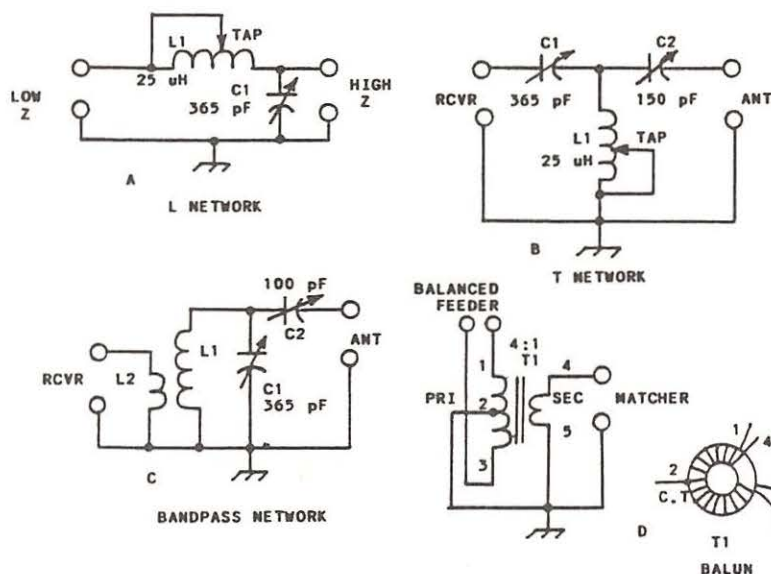 L1
TAP
25 uH
LOW
Z
C1
365
pF
HIGH
Z
A
L NETWORK
C1
C2
RCVR
365 pF
150 pF
ANT
L1
TAP
25 uH
B
T NETWORK
100 pF
C2
L1
ANT
RCVR
L2
C1
365 pF
C
BANDPASS NETWORK
BALANCED
FEEDER
4:1
T1
1
4
PRI
2
SEC
MATCHER
5
3
D
1
4
2
C.T.
T1
BALUN